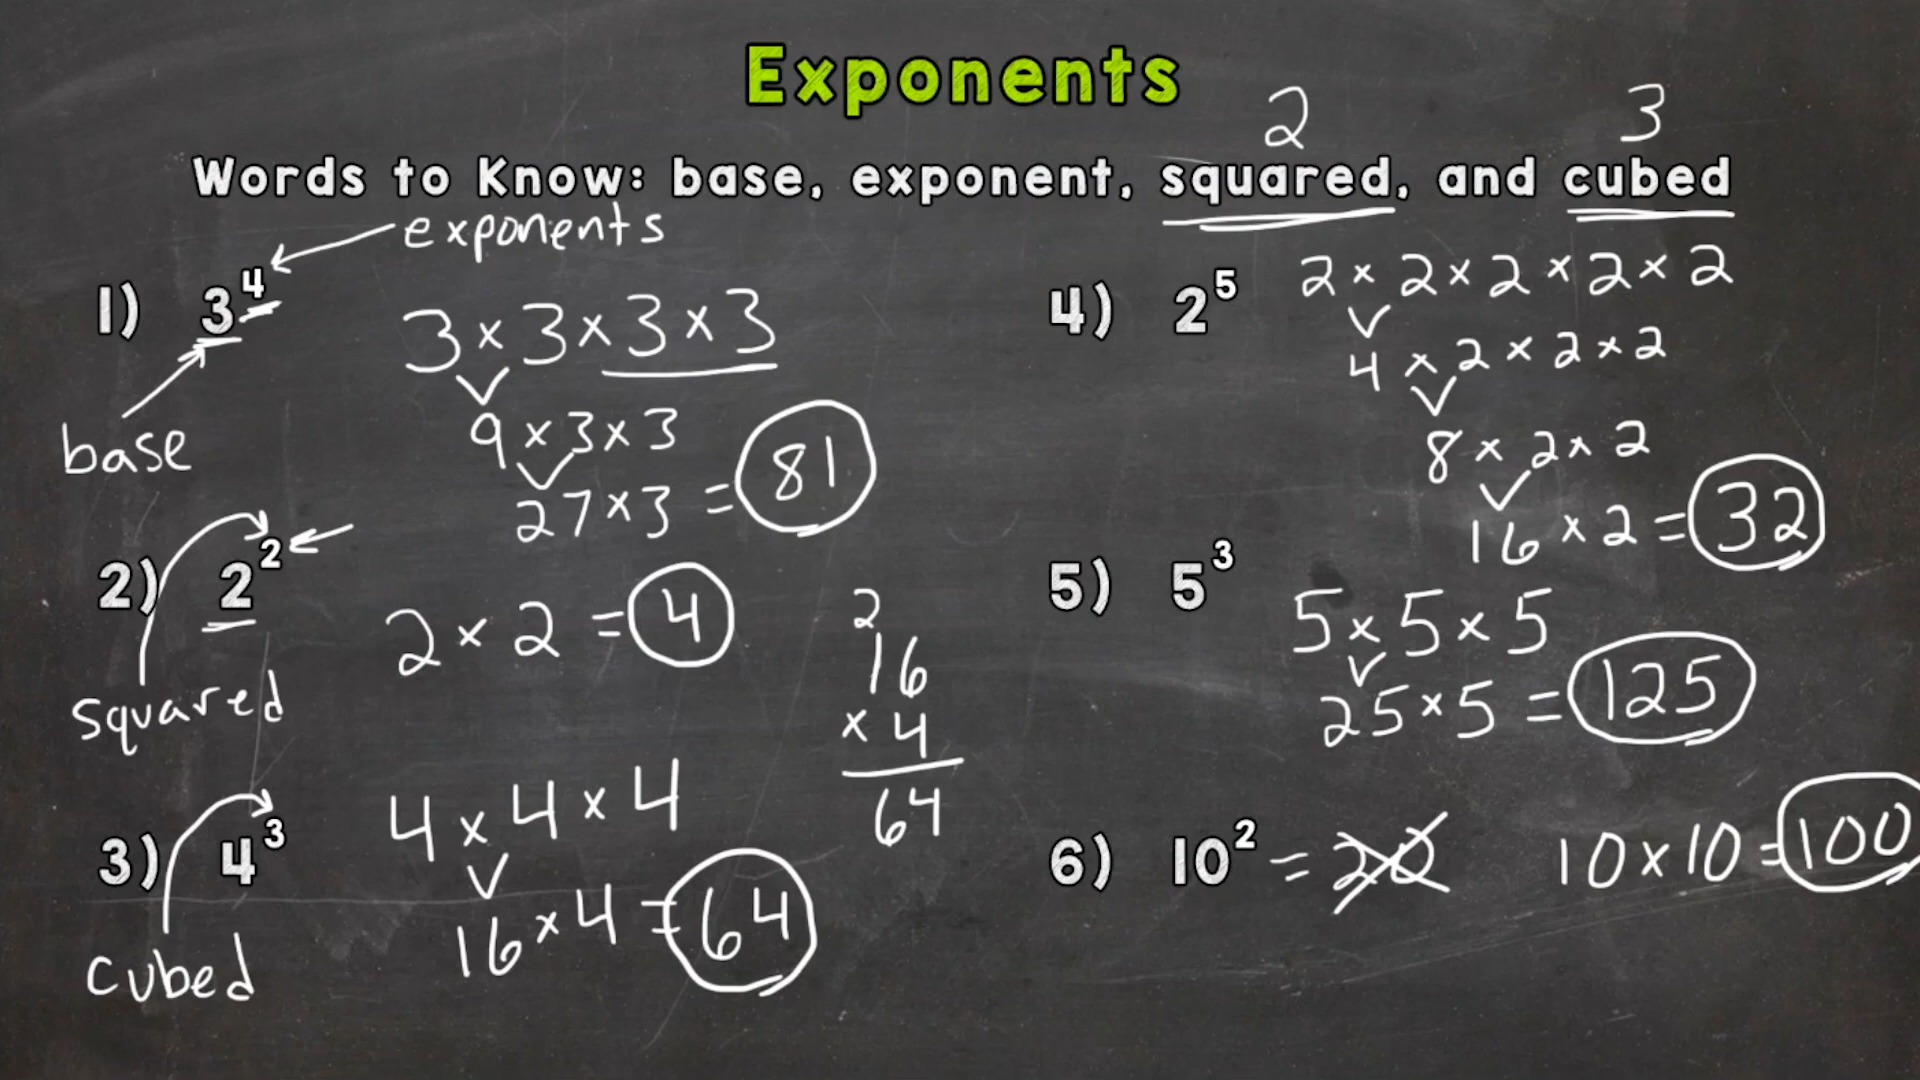 Exponents
2 3
Words to Know: base, exponent, squared, and cubed
exponents
1) 3⁴
base
3 × 3 × 3 × 3
9 × 3 × 3
27 × 3 = 81
2) 2²
squared
2 × 2 = 4
3) 4³
cubed
4 × 4 × 4
16 × 4 = 64
2
16
× 4
64
4) 2⁵
2 × 2 × 2 × 2 × 2
4 × 2 × 2 × 2
8 × 2 × 2
16 × 2 = 32
5) 5³
5 × 5 × 5
25 × 5 = 125
6) 10² = 20 10 × 10 = 100